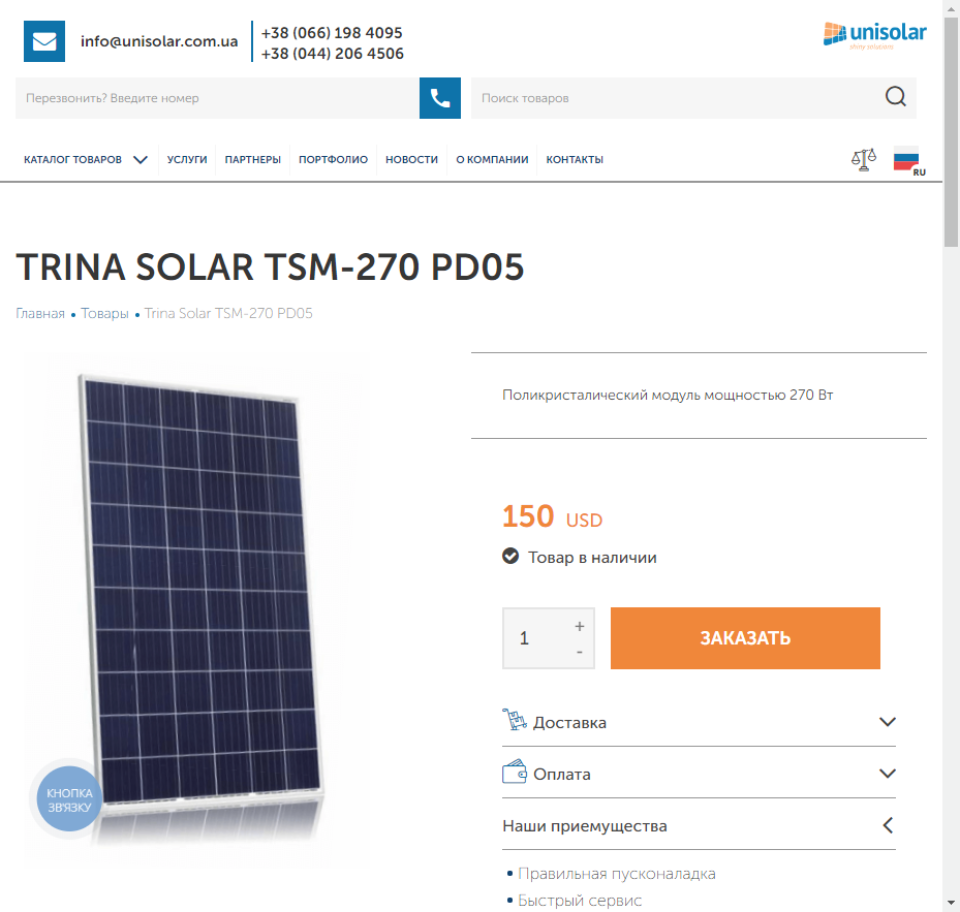 info@unisolar.com.ua
+38 (066) 198 4095
+38 (044) 206 4506
unisolar
shiny solutions
Перезвонить? Введите номер
Поиск товаров
КАТАЛОГ ТОВАРОВ УСЛУГИ ПАРТНЕРЫ ПОРТФОЛИО НОВОСТИ О КОМПАНИИ КОНТАКТЫ
RU
TRINA SOLAR TSM-270 PD05
Главная • Товары • Trina Solar TSM-270 PD05
Поликристалический модуль мощностью 270 Вт
150 USD
Товар в наличии
1 + -
ЗАКАЗАТЬ
Доставка
Оплата
КНОПКА
ЗВ'ЯЗКУ
Наши приемущества
• Правильная пусконаладка
• Быстрый сервис